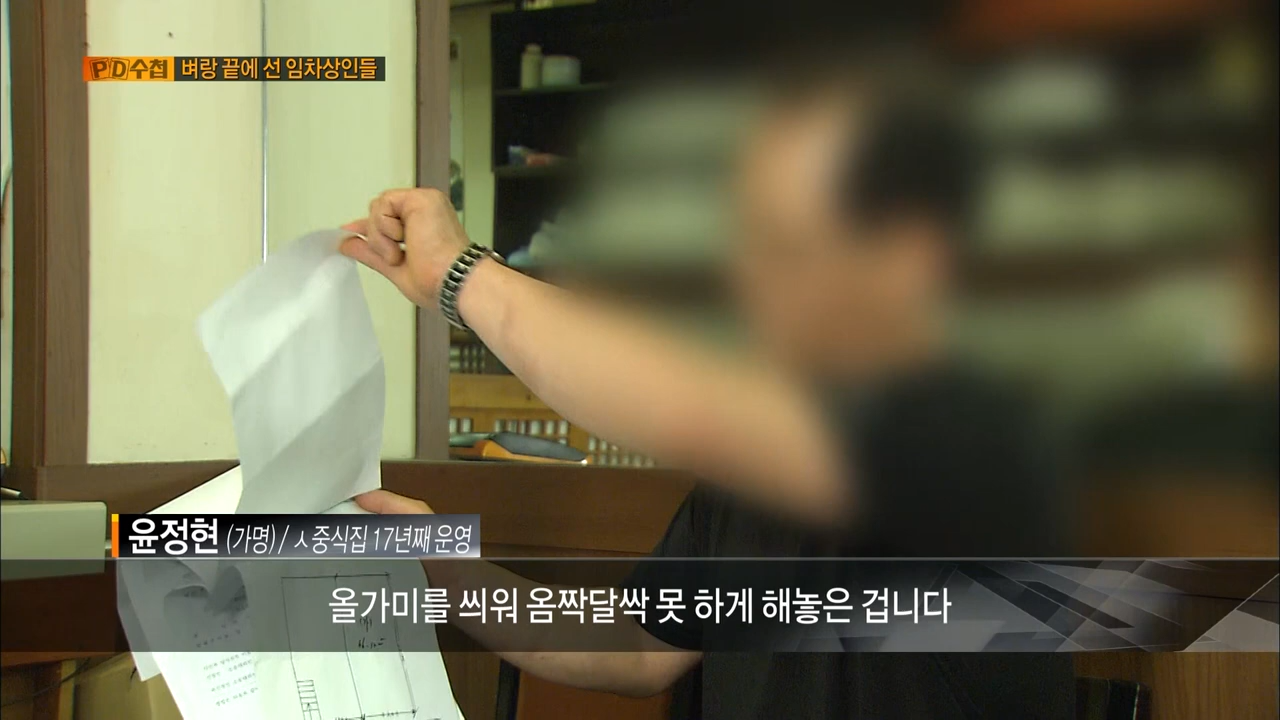 PD수첩 벼랑 끝에 선 임차상인들
윤정현 (가명) / ㅅ중식집 17년째 운영
올가미를 씌워 옴짝달싹 못 하게 해놓은 겁니다